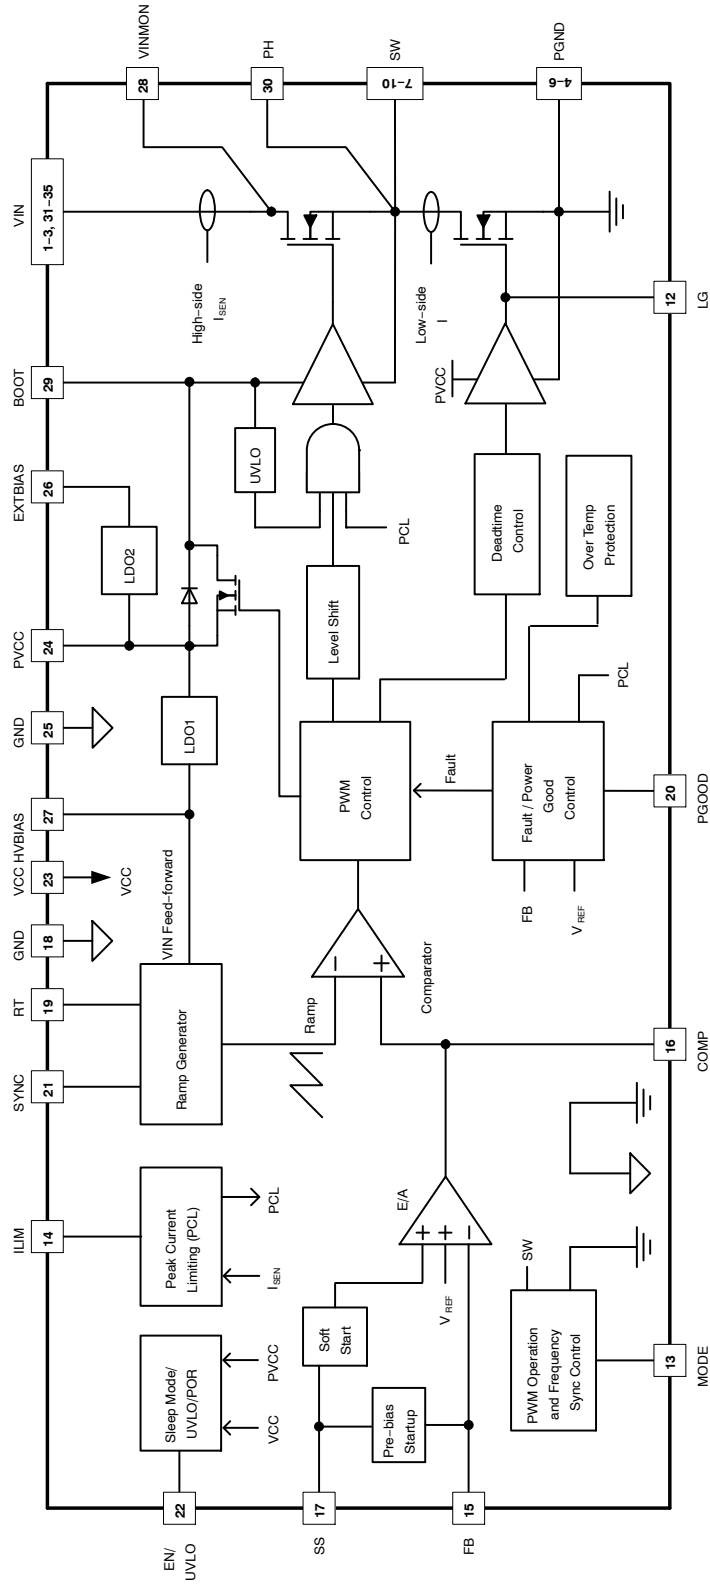 ILIM
SYNC
RT
GND
VCC HVBIAS
GND
PVCC
EXTBIAS
BOOT
VIN
14
21
19
18
23
27
25
24
26
29
1–3, 31–35
VINMON
28
EN/
UVLO
22
Sleep Mode/
UVLO/POR
VCC
PVCC
Peak Current
Limiting (PCL)
ISEN
PCL
Ramp Generator
VIN Feed–forward
VCC
LDO1
LDO2
UVLO
High–side
ISEN
PH
30
SW
7–10
PGND
4–6
SS
17
Soft
Start
Pre–bias
Startup
FB
15
VREF
+
+
–
E/A
Ramp
–
+
Comparator
PWM
Control
Level Shift
PCL
Low–side
I
PVCC
Fault
Deadtime
Control
FB
VREF
Fault / Power
Good
Control
PCL
Over Temp
Protection
PWM Operation
and Frequency
Sync Control
SW
13
16
20
12
MODE
COMP
PGOOD
LG